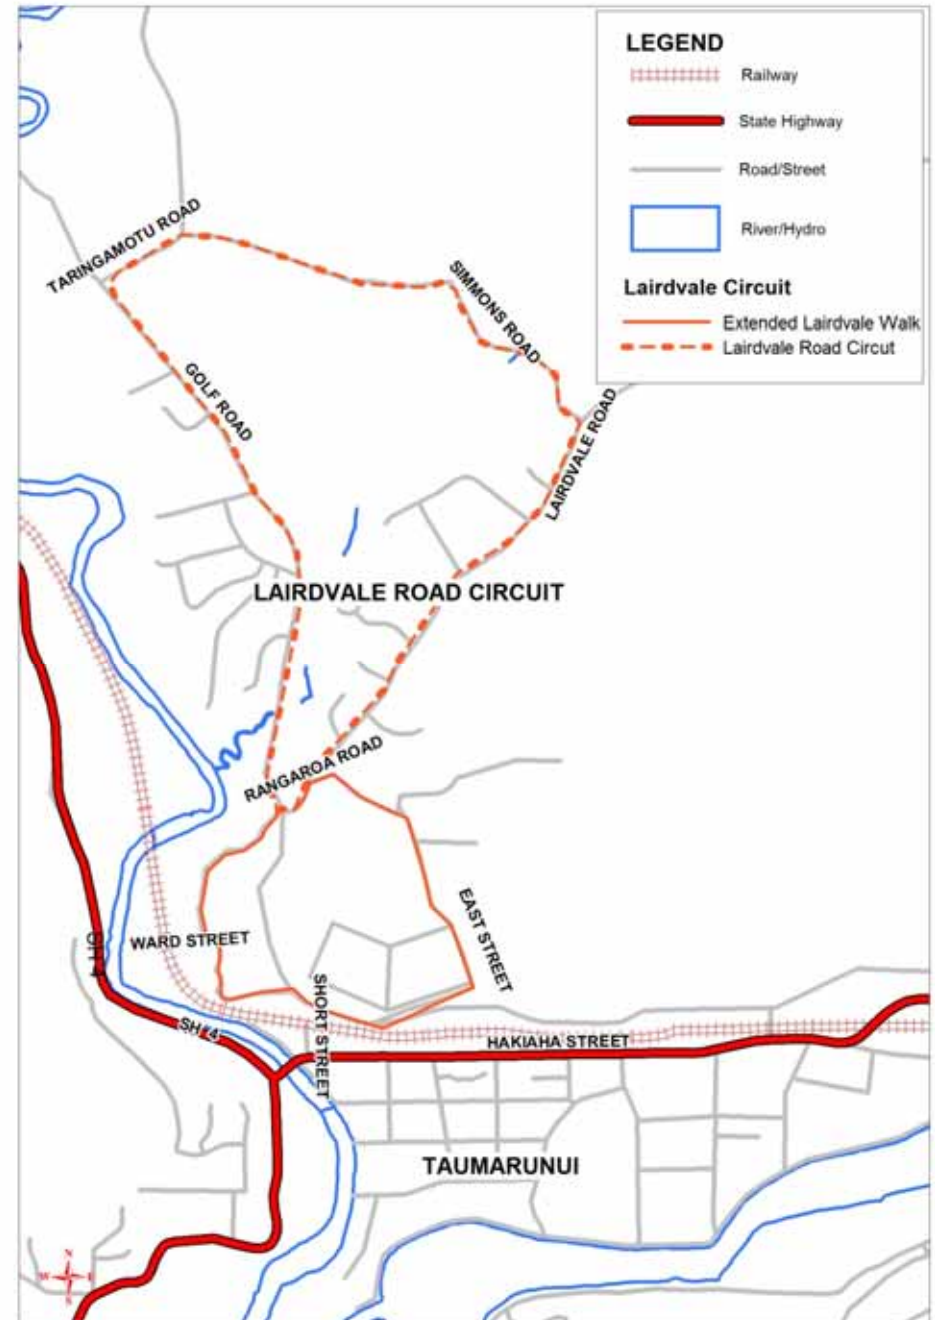 LEGEND
Railway
State Highway
Road/Street
River/Hydro
Lairdvale Circuit
Extended Lairdvale Walk
Lairdvale Road Circut
TARINGAMOTU ROAD
SIMMONS ROAD
GOLF ROAD
LAIRDVALE ROAD
LAIRDVALE ROAD CIRCUIT
RANGAROA ROAD
EAST STREET
WARD STREET
SH 4
SHORT STREET
SH 4
HAKIAHA STREET
TAUMARUNUI
N
W E
S